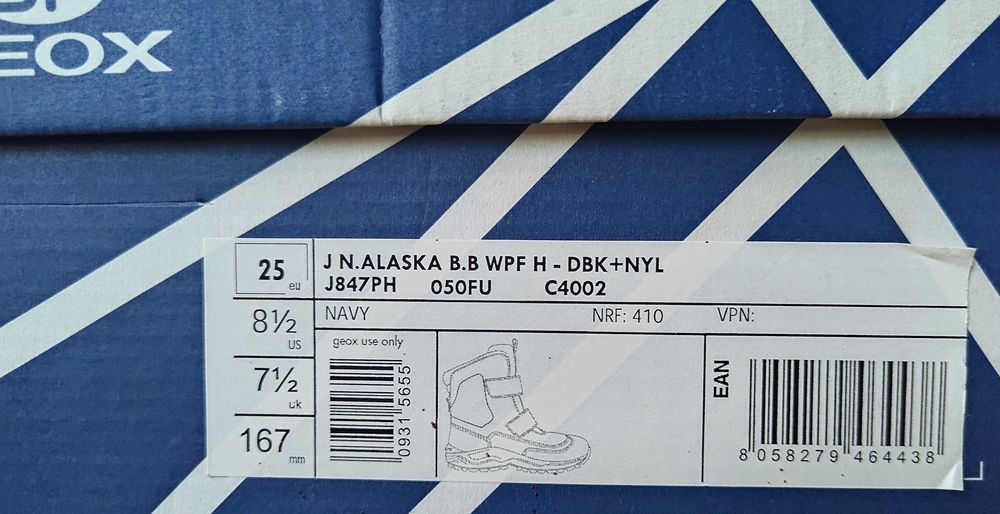 GEOX
25 eu
J N.ALASKA B.B WPF H - DBK+NYL
J847PH 050FU C4002
8½ US
NAVY NRF: 410 VPN:
7½ uk
167 mm
geox use only
0931 5655
EAN
8 058279 464438